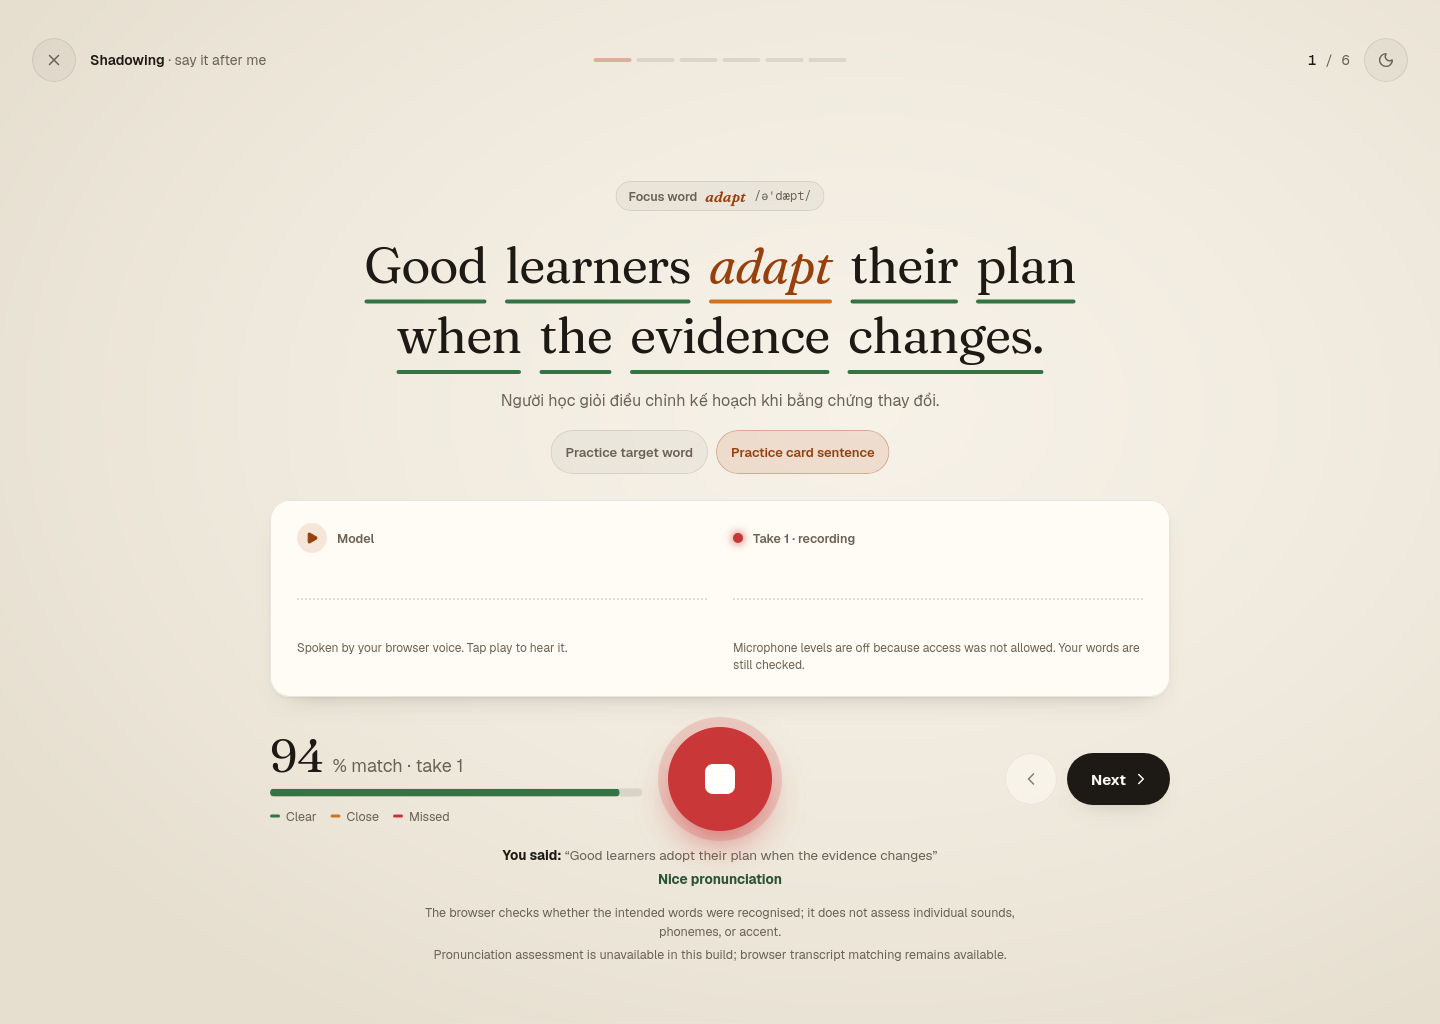 Shadowing · say it after me
1 / 6
Focus word adapt /əˈdæpt/
Good learners adapt their plan
when the evidence changes.
Người học giỏi điều chỉnh kế hoạch khi bằng chứng thay đổi.
Practice target word
Practice card sentence
Model
Take 1 · recording
Spoken by your browser voice. Tap play to hear it.
Microphone levels are off because access was not allowed. Your words are
still checked.
94 % match · take 1
Next
Clear Close Missed
You said: “Good learners adopt their plan when the evidence changes”
Nice pronunciation
The browser checks whether the intended words were recognised; it does not assess individual sounds,
phonemes, or accent.
Pronunciation assessment is unavailable in this build; browser transcript matching remains available.